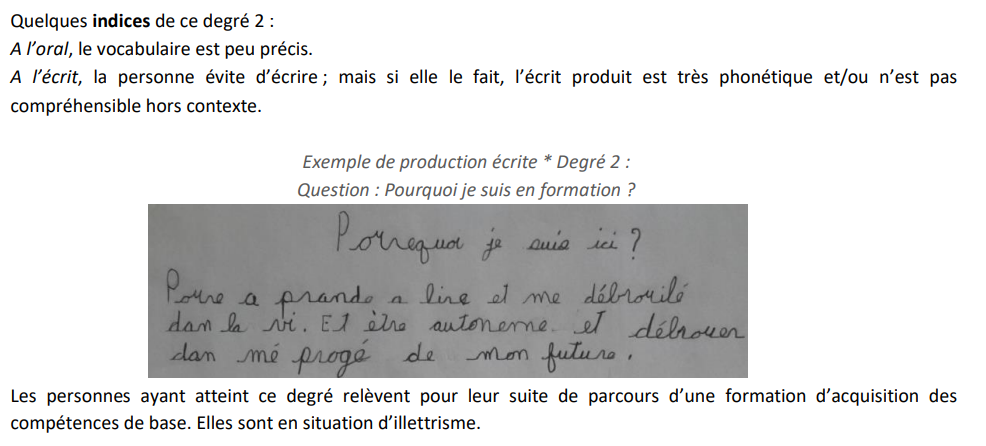 Quelques indices de ce degré 2 :
A l’oral, le vocabulaire est peu précis.
A l’écrit, la personne évite d’écrire ; mais si elle le fait, l’écrit produit est très phonétique et/ou n’est pas
compréhensible hors contexte.
Exemple de production écrite * Degré 2 :
Question : Pourquoi je suis en formation ?
Pourequoi je suis ici ?
Poure a prande a lire et me débrouilé
dan la vi. Et être autoneme et débrouer
dan mé progé de mon future.
Les personnes ayant atteint ce degré relèvent pour leur suite de parcours d’une formation d’acquisition des
compétences de base. Elles sont en situation d’illettrisme.